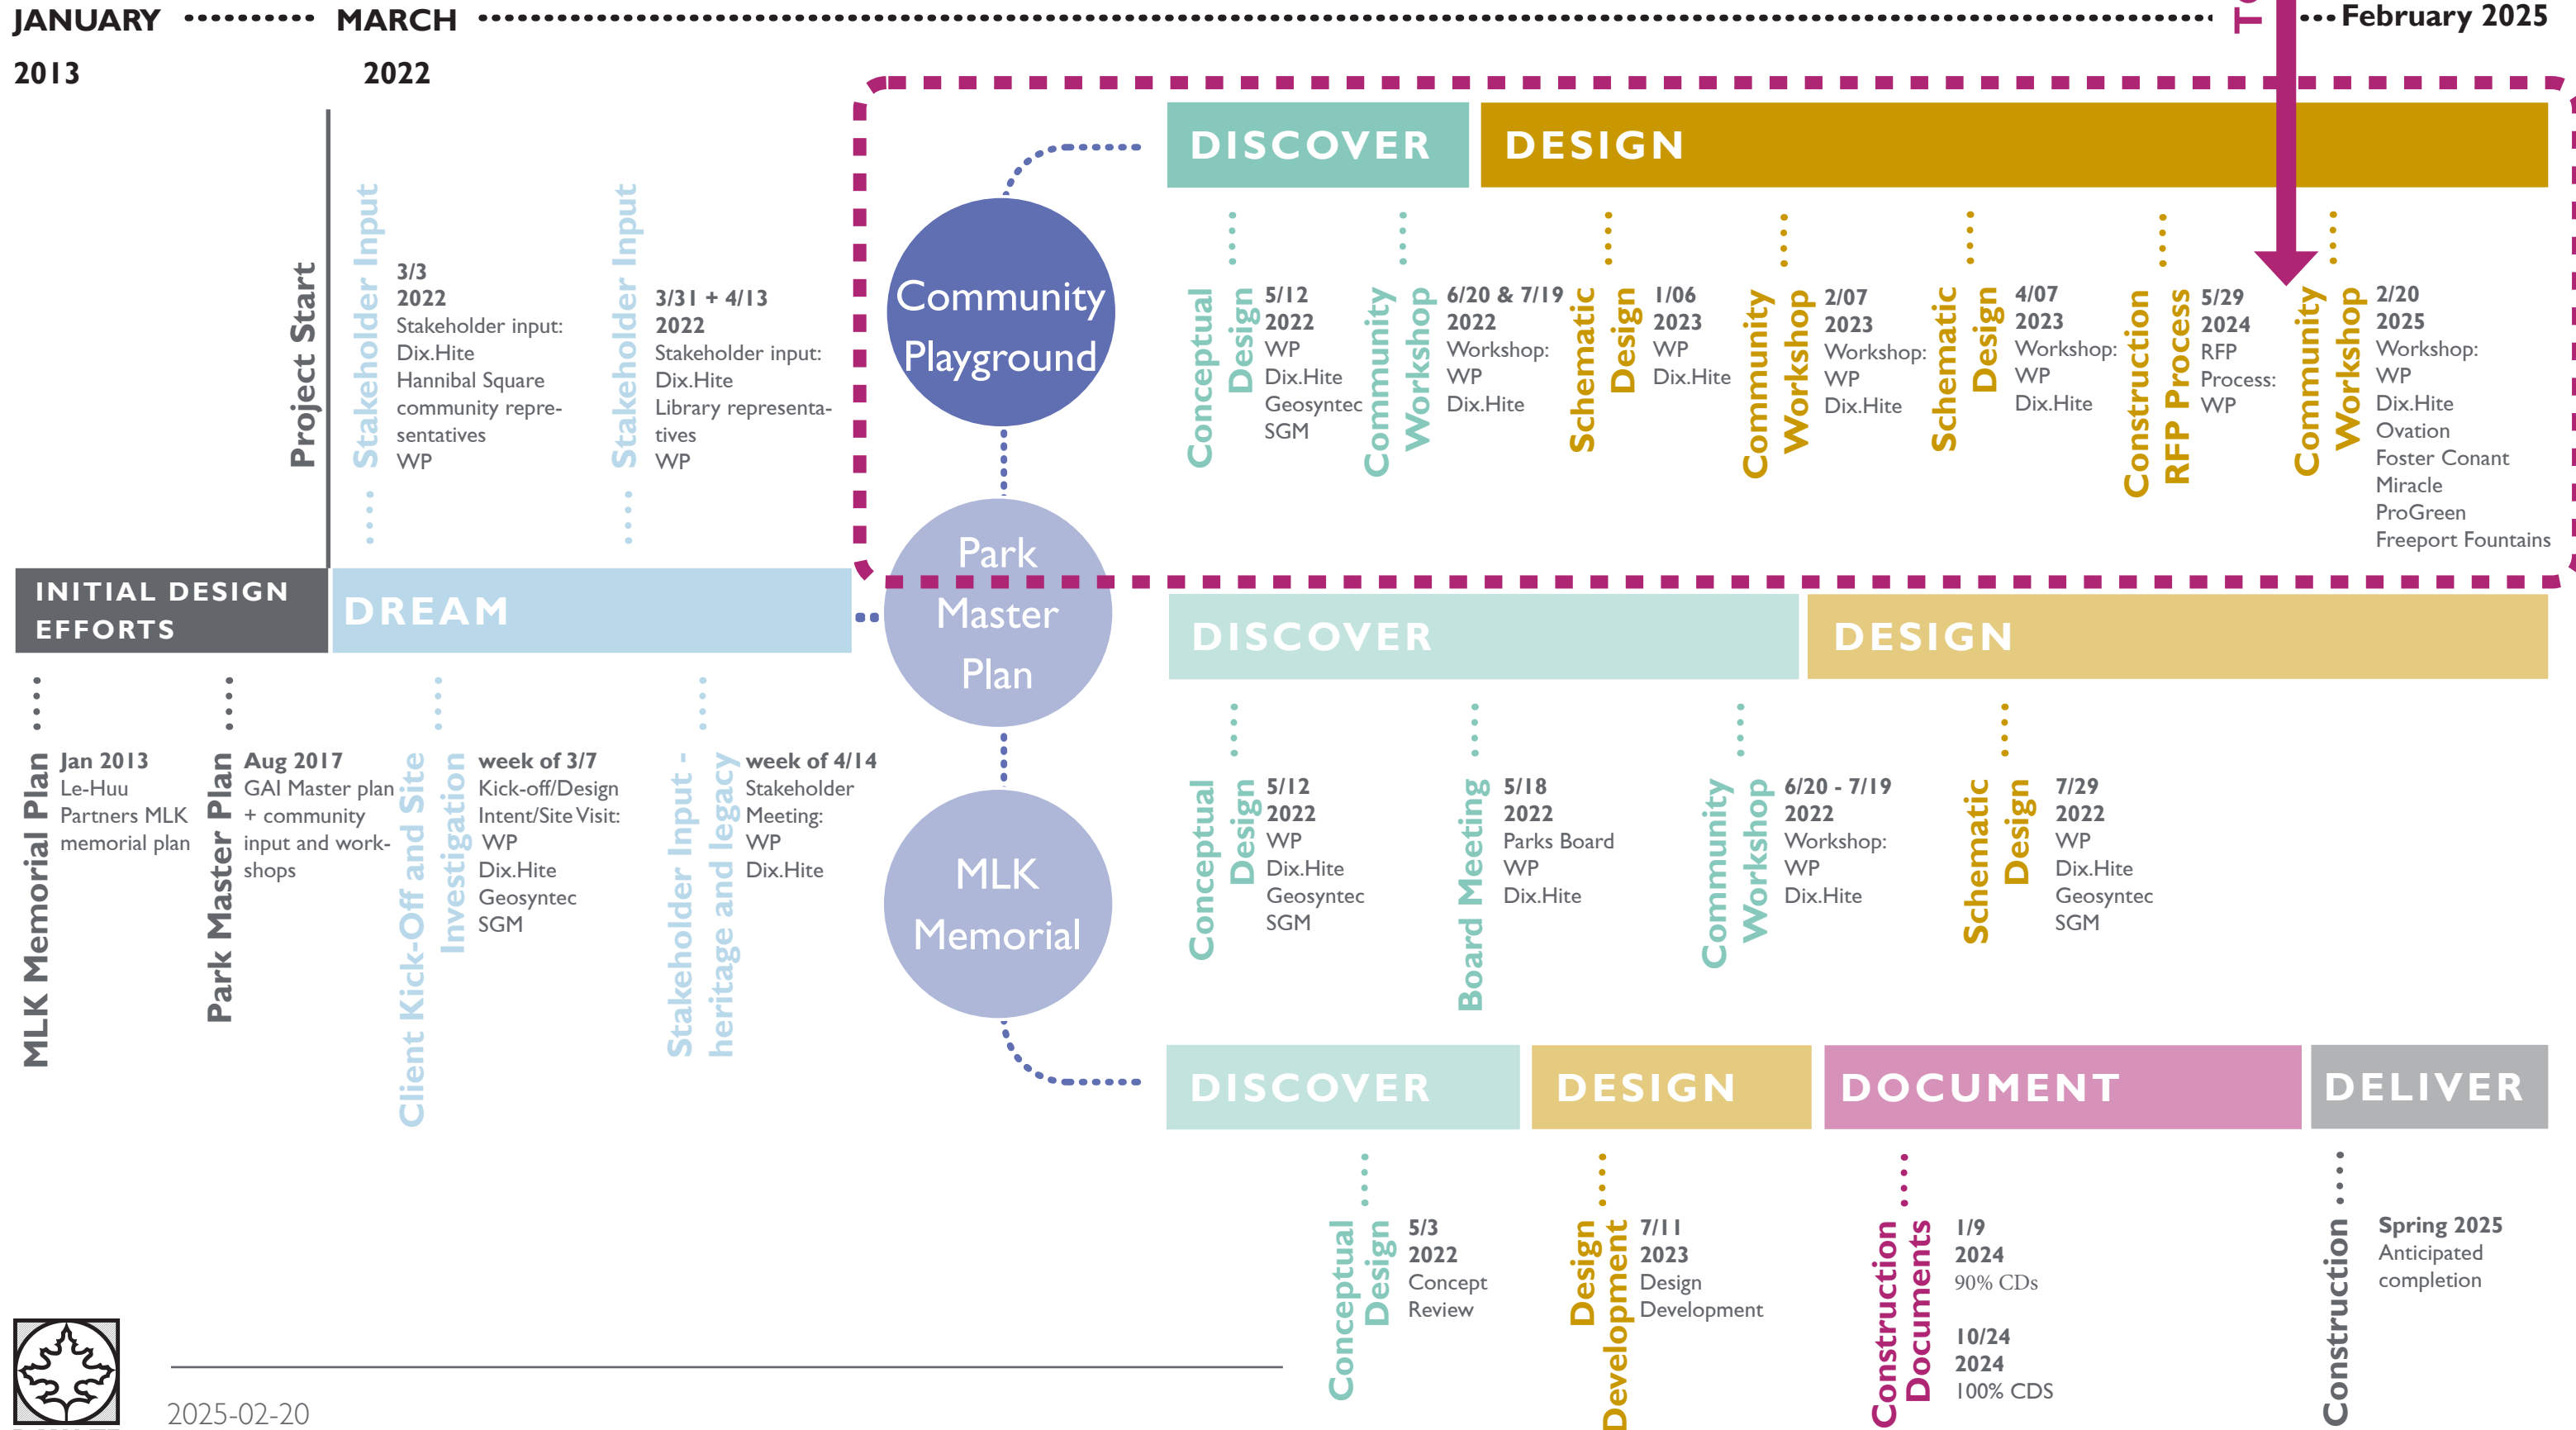 JANUARY
MARCH
February 2025
2013
2022
Project Start
Stakeholder Input
3/3
2022
Stakeholder input:
Dix.Hite
Hannibal Square
community repre-
sentatives
WP
Stakeholder Input
3/31 + 4/13
2022
Stakeholder input:
Dix.Hite
Library representa-
tives
WP
INITIAL DESIGN
EFFORTS
DREAM
MLK Memorial Plan
Jan 2013
Le-Huu
Partners MLK
memorial plan
Park Master Plan
Aug 2017
GAI Master plan
+ community
input and work-
shops
Client Kick-Off and Site
Investigation
week of 3/7
Kick-off/Design
Intent/Site Visit:
WP
Dix.Hite
Geosyntec
SGM
Stakeholder Input -
heritage and legacy
week of 4/14
Stakeholder
Meeting:
WP
Dix.Hite
Community
Playground
DISCOVER
DESIGN
Conceptual
Design
5/12
2022
WP
Dix.Hite
Geosyntec
SGM
Community
Workshop
6/20 & 7/19
2022
Workshop:
WP
Dix.Hite
Schematic
Design
1/06
2023
WP
Dix.Hite
Community
Workshop
2/07
2023
Workshop:
WP
Dix.Hite
Schematic
Design
4/07
2023
Workshop:
WP
Dix.Hite
Construction
RFP Process
5/29
2024
RFP
Process:
WP
Community
Workshop
2/20
2025
Workshop:
WP
Dix.Hite
Ovation
Foster Conant
Miracle
ProGreen
Freeport Fountains
Park
Master
Plan
DISCOVER
DESIGN
Conceptual
Design
5/12
2022
WP
Dix.Hite
Geosyntec
SGM
Board Meeting
5/18
2022
Parks Board
WP
Dix.Hite
Community
Workshop
6/20 - 7/19
2022
Workshop:
WP
Dix.Hite
Schematic
Design
7/29
2022
WP
Dix.Hite
Geosyntec
SGM
MLK
Memorial
DISCOVER
DESIGN
DOCUMENT
DELIVER
Conceptual
Design
5/3
2022
Concept
Review
Design
Development
7/11
2023
Design
Development
Construction
Documents
1/9
2024
90% CDs
10/24
2024
100% CDS
Construction
Spring 2025
Anticipated
completion
2025-02-20